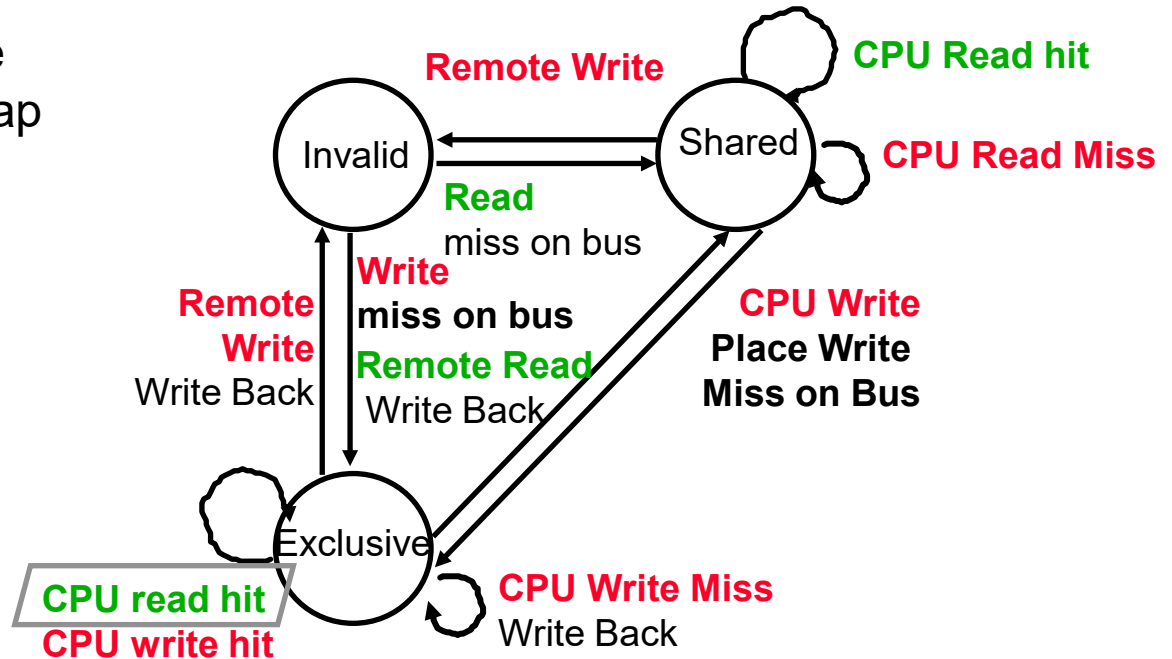 Remote Write
CPU Read hit
Invalid
Shared
CPU Read Miss
Read
miss on bus
Write
miss on bus
Remote
Write
Write Back
Remote Read
Write Back
CPU Write
Place Write
Miss on Bus
Exclusive
CPU read hit
CPU write hit
CPU Write Miss
Write Back